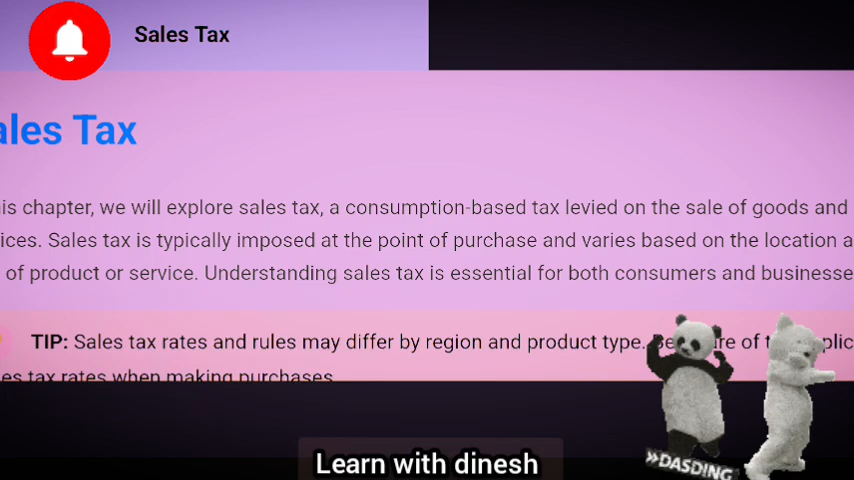 Sales Tax
ales Tax
is chapter, we will explore sales tax, a consumption-based tax levied on the sale of goods and
ices. Sales tax is typically imposed at the point of purchase and varies based on the location a
of product or service. Understanding sales tax is essential for both consumers and businesse
TIP: Sales tax rates and rules may differ by region and product type.
es tax rates when making purchases.
»DASDING
Learn with dinesh